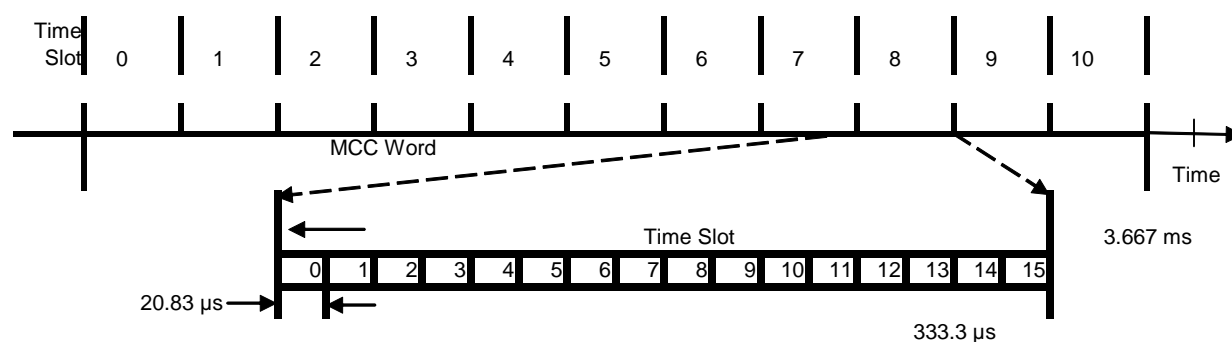 Time
Slot 0 1 2 3 4 5 6 7 8 9 10
MCC Word
Time
Time Slot 3.667 ms
0 1 2 3 4 5 6 7 8 9 10 11 12 13 14 15
20.83 µs
333.3 µs